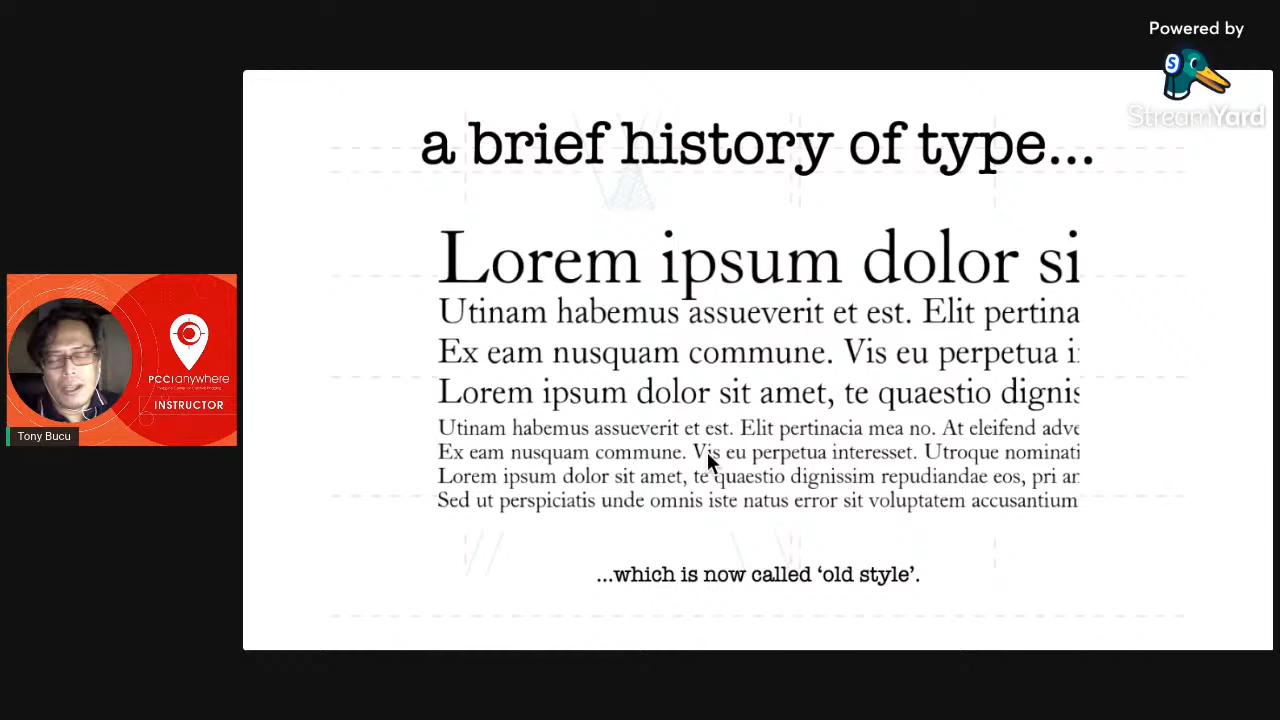 Powered by
StreamYard
a brief history of type...
Lorem ipsum dolor si
Utinam habemus assueverit et est. Elit pertina
Ex eam nusquam commune. Vis eu perpetua i
Lorem ipsum dolor sit amet, te quaestio dignis
Utinam habemus assueverit et est. Elit pertinacia mea no. At eleifend adve
Ex eam nusquam commune. Vis eu perpetua interesset. Utroque nominati
Lorem ipsum dolor sit amet, te quaestio dignissim repudiandae eos, pri ar
Sed ut perspiciatis unde omnis iste natus error sit voluptatem accusantium
...which is now called ‘old style’.
PCCIanywhere
INSTRUCTOR
Tony Bucu